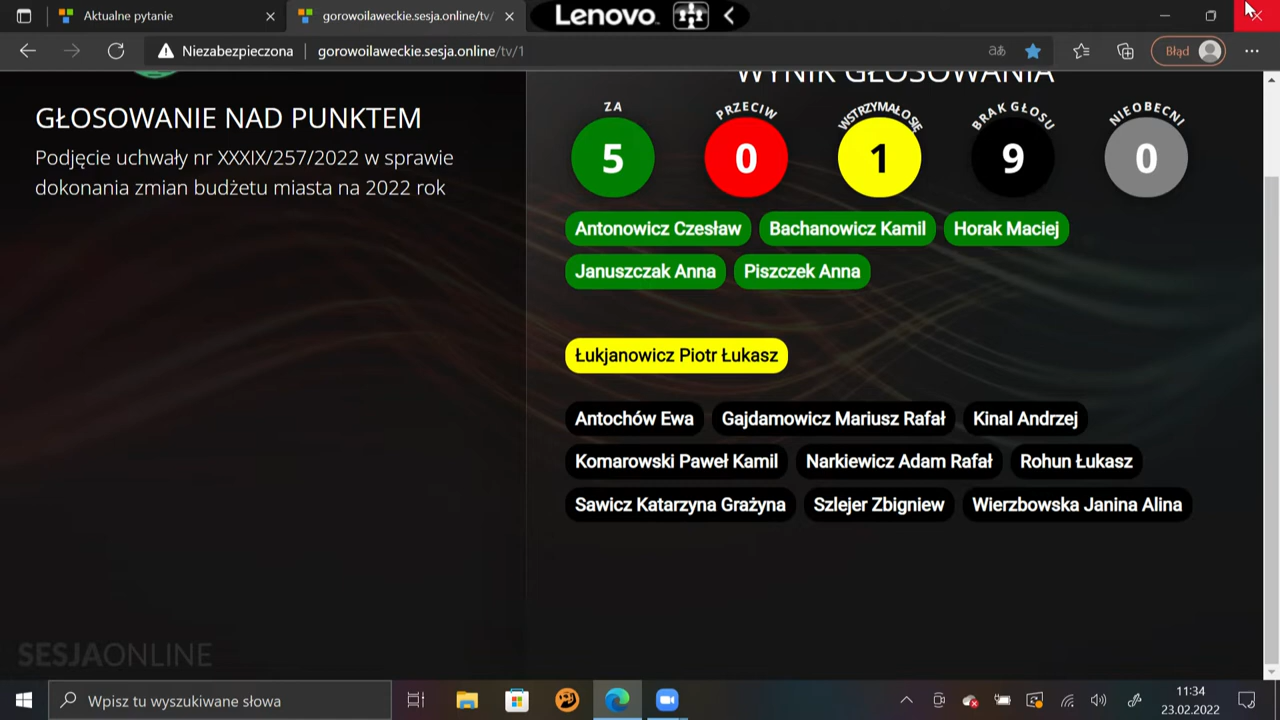 Aktualne pytanie
gorowoilaweckie.sesja.online/tv/
Lenovo
Niezabezpieczona
gorowoilaweckie.sesja.online/tv/1
Błąd
GŁOSOWANIE NAD PUNKTEM
Podjęcie uchwały nr XXXIX/257/2022 w sprawie
dokonania zmian budżetu miasta na 2022 rok
WYNIK GŁOSOWANIA
ZA PRZECIW WSTRZYMAŁO SIĘ BRAK GŁOSU NIEOBECNI
5 0 1 9 0
Antonowicz Czesław Bachanowicz Kamil Horak Maciej
Januszczak Anna Piszczek Anna
Łukjanowicz Piotr Łukasz
Antochów Ewa Gajdamowicz Mariusz Rafał Kinal Andrzej
Komarowski Paweł Kamil Narkiewicz Adam Rafał Rohun Łukasz
Sawicz Katarzyna Grażyna Szlejer Zbigniew Wierzbowska Janina Alina
SESJAONLINE
Wpisz tu wyszukiwane słowa
11:34
23.02.2022